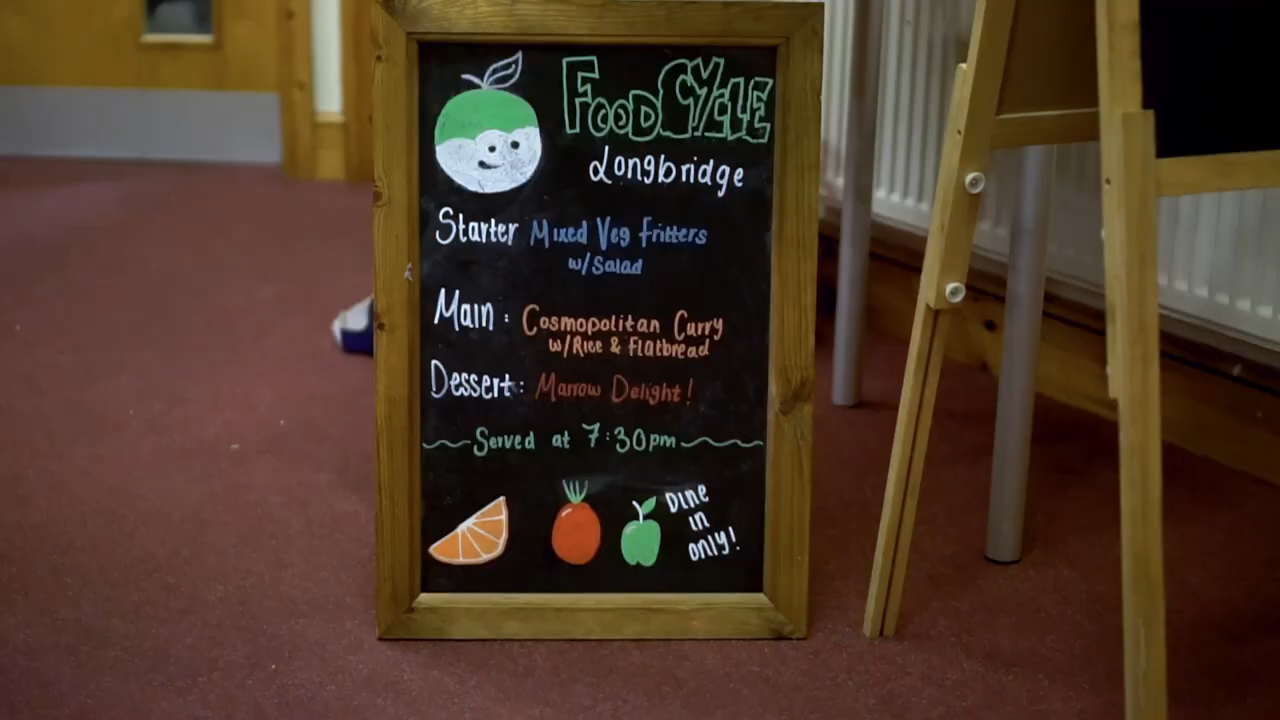 FOODCYCLE
Longbridge
Starter Mixed Veg Fritters
w/Salad
Main : Cosmopolitan Curry
w/Rice & Flatbread
Dessert: Marrow Delight!
Served at 7:30pm
Dine
in
only!